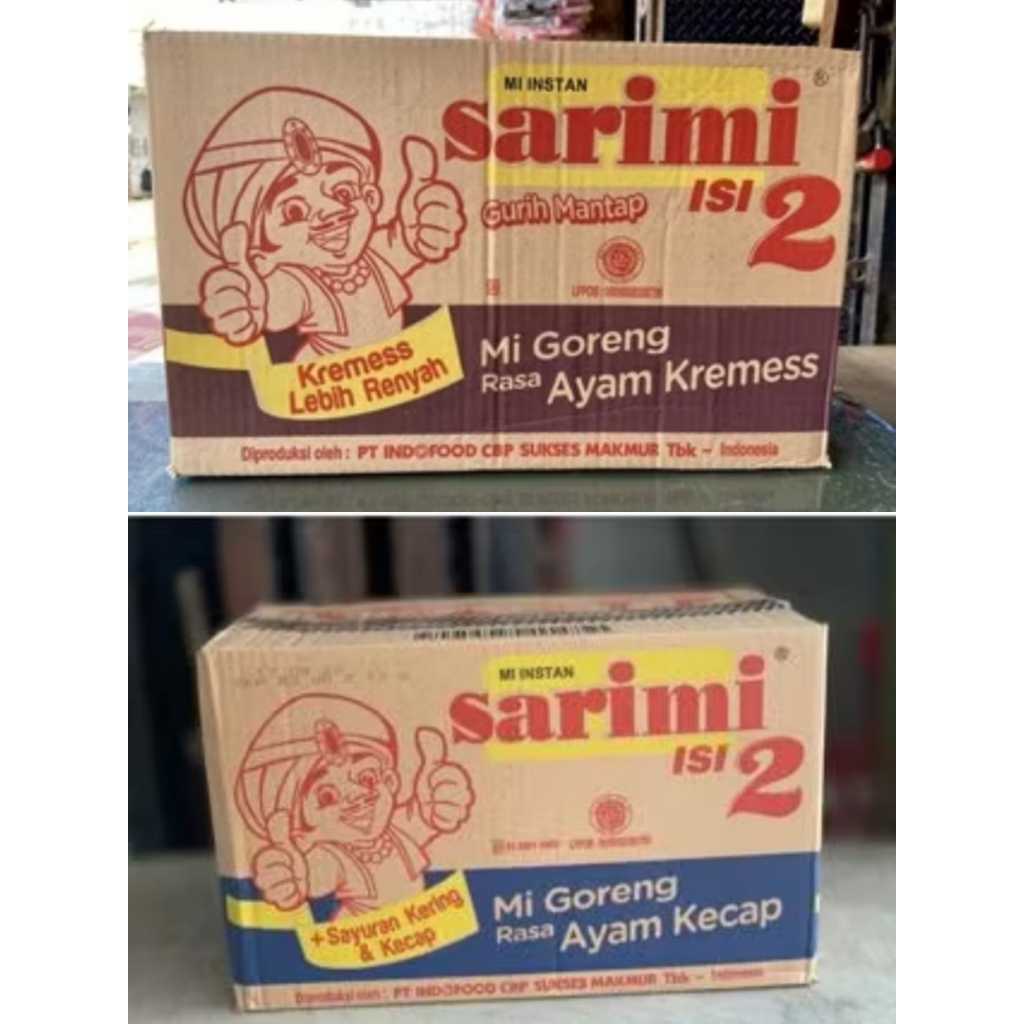 MI INSTAN
sarimi®
ISI 2
Gurih Mantap
Kremess
Lebih Renyah
Mi Goreng
Rasa Ayam Kremess
Diproduksi oleh : PT INDOFOOD CBP SUKSES MAKMUR Tbk – Indonesia
MI INSTAN
sarimi®
ISI 2
+ Sayuran Kering
& Kecap
Mi Goreng
Rasa Ayam Kecap
Diproduksi oleh : PT INDOFOOD CBP SUKSES MAKMUR Tbk – Indonesia